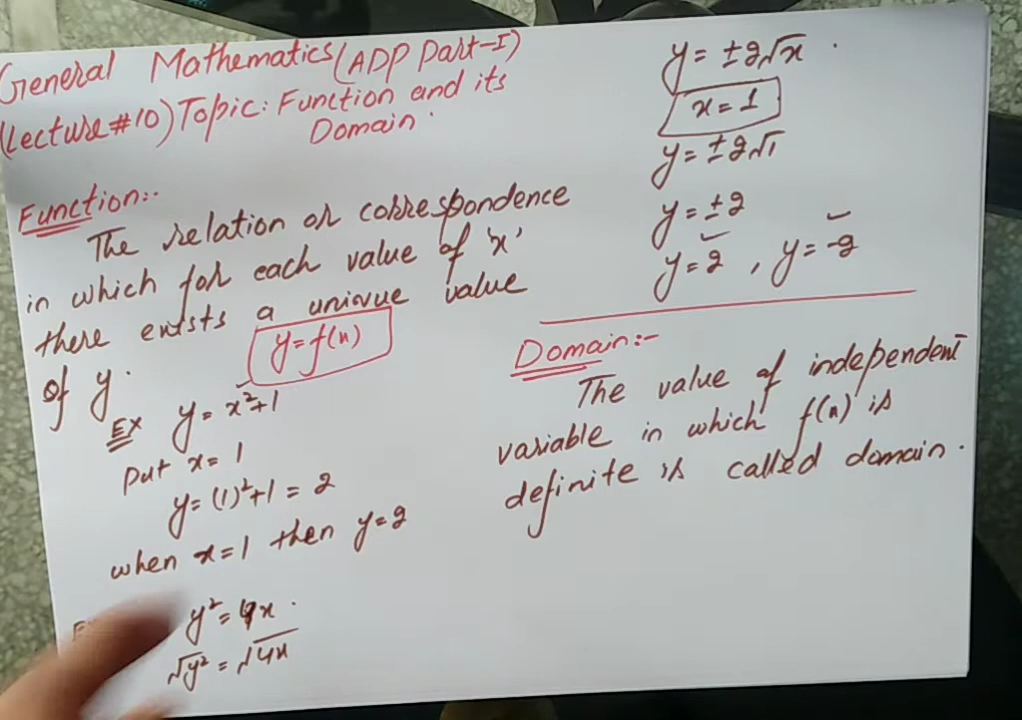 General Mathematics (ADP Part-I)
(Lecture #10) Topic: Function and its
Domain.
Function:-
The relation or correspondence
in which for each value of 'x'
there exists a unique value
of y.
y=f(x)
Ex y = x²+1
Put x = 1
y = (1)²+1 = 2
when x=1 then y=2
y² = 4x.
√y² = √4x
y = ±2√x.
x = 1
y = ±2√1
y = ±2
y = 2, y = -2
Domain:-
The value of independent
variable in which f(x) is
definite is called domain.